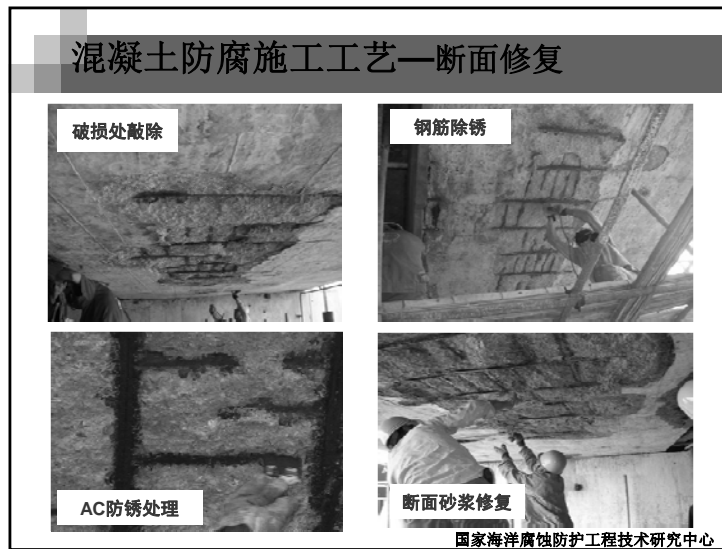 混凝土防腐施工工艺—断面修复
破损处敲除
钢筋除锈
AC防锈处理
断面砂浆修复
国家海洋腐蚀防护工程技术研究中心